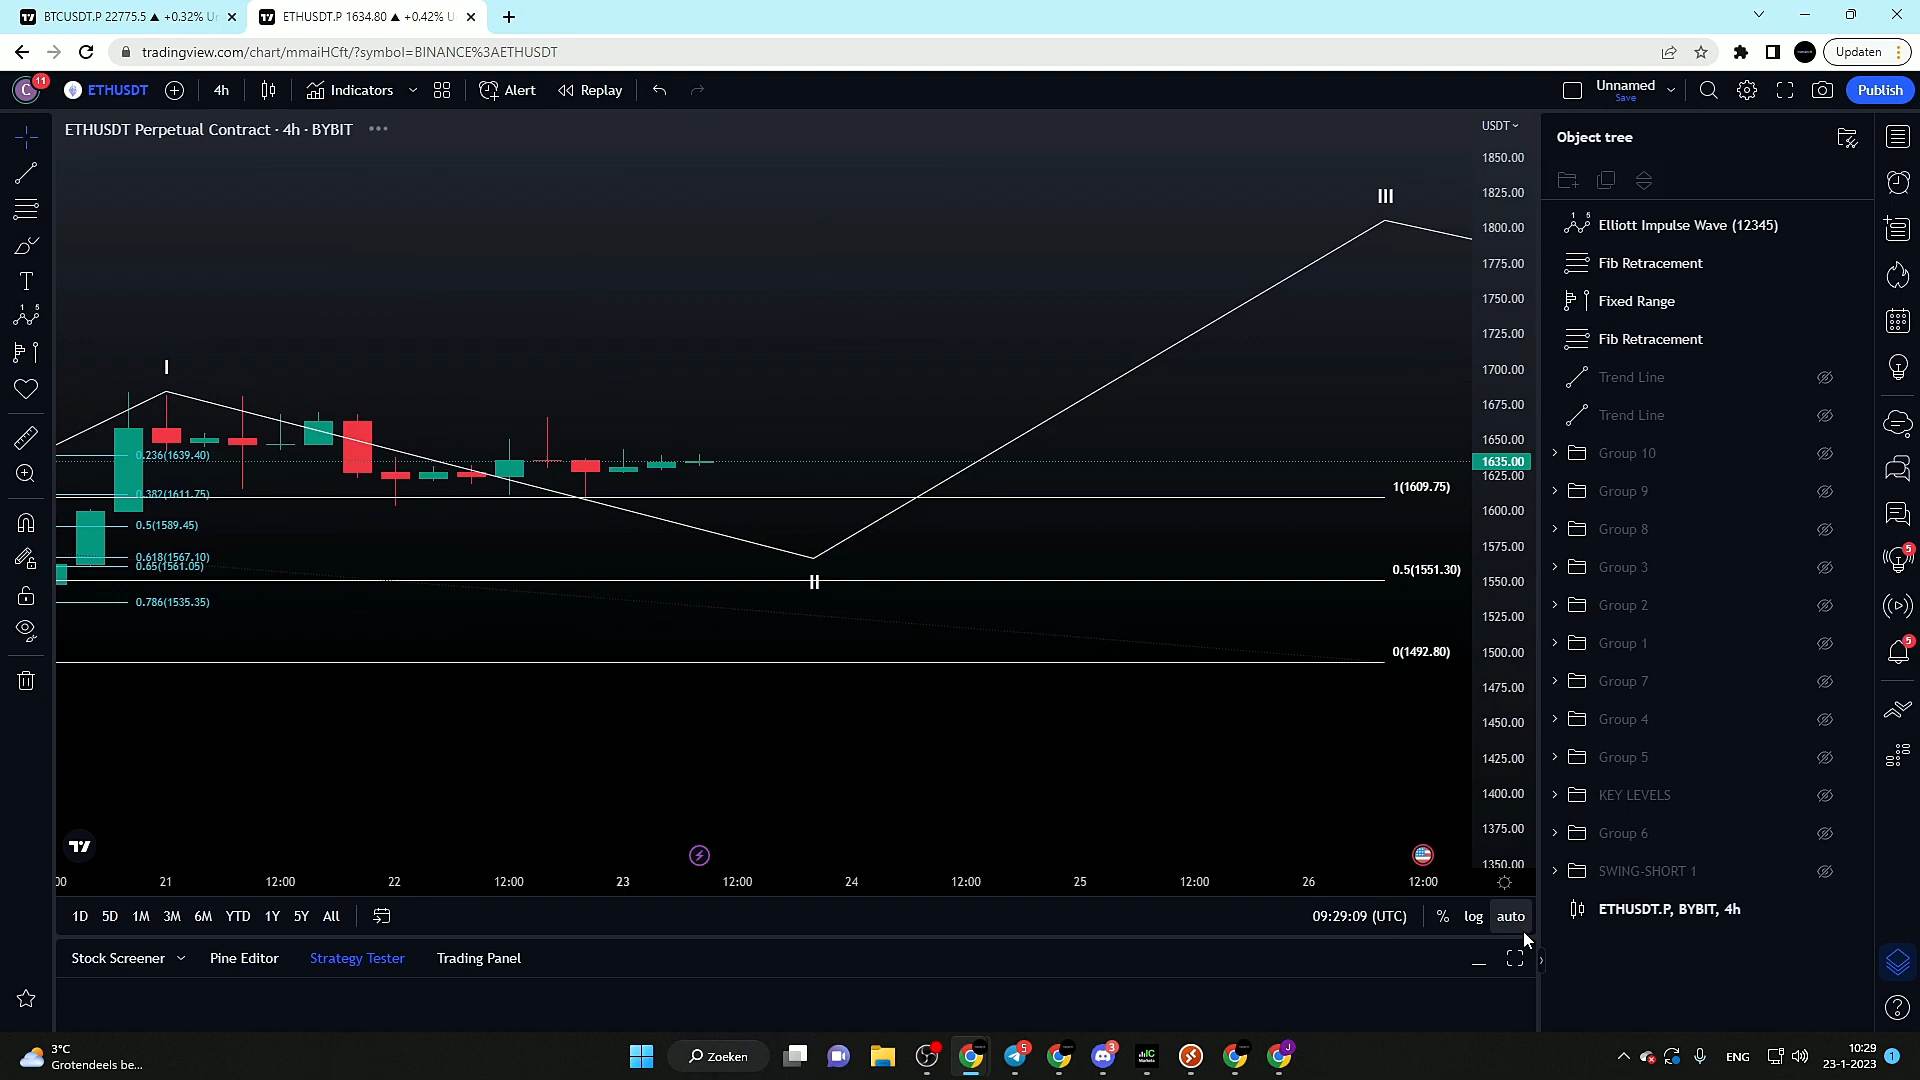 BTCUSDT.P 22775.5 ▲ +0.32% U
ETHUSDT.P 1634.80 ▲ +0.42% U
tradingview.com/chart/mmaiHCft/?symbol=BINANCE%3AETHUSDT
Updaten
C 11
ETHUSDT
4h
Indicators
Alert
Replay
Unnamed
Save
Publish
ETHUSDT Perpetual Contract · 4h · BYBIT
USDT
1850.00
1825.00
1800.00
1775.00
1750.00
1725.00
1700.00
1675.00
1650.00
1635.00
1625.00
1600.00
1575.00
1550.00
1525.00
1500.00
1475.00
1450.00
1425.00
1400.00
1375.00
1350.00
I
II
III
0.236(1639.40)
0.382(1611.75)
0.5(1589.45)
0.618(1567.10)
0.65(1561.05)
0.786(1535.35)
1(1609.75)
0.5(1551.30)
0(1492.80)
00
21
12:00
22
12:00
23
12:00
24
12:00
25
12:00
26
12:00
1D
5D
1M
3M
6M
YTD
1Y
5Y
All
09:29:09 (UTC)
%
log
auto
Stock Screener
Pine Editor
Strategy Tester
Trading Panel
Object tree
Elliott Impulse Wave (12345)
Fib Retracement
Fixed Range
Fib Retracement
Trend Line
Trend Line
Group 10
Group 9
Group 8
Group 3
Group 2
Group 1
Group 7
Group 4
Group 5
KEY LEVELS
Group 6
SWING-SHORT 1
ETHUSDT.P, BYBIT, 4h
5
5
3°C
Grotendeels be...
Zoeken
5
3
IC
Markets
J
ENG
10:29
23-1-2023
1